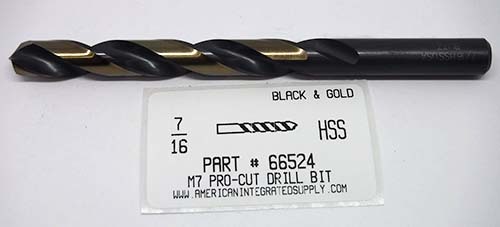 BLACK & GOLD
7
16
HSS
PART # 66524
M7 PRO-CUT DRILL BIT
WWW.AMERICANINTEGRATEDSUPPLY.COM